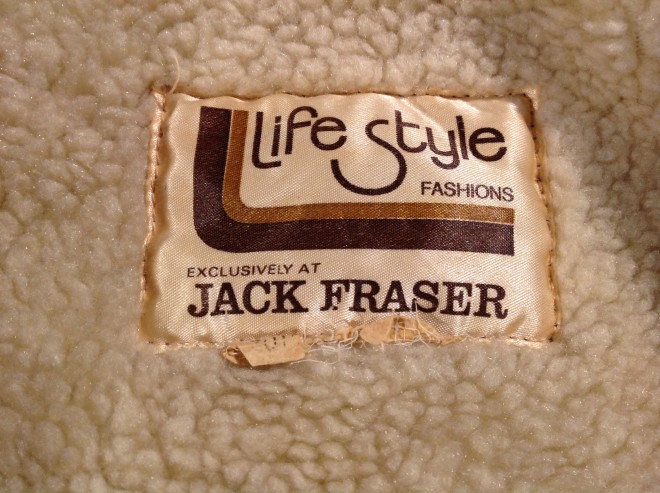 Life Style
FASHIONS
EXCLUSIVELY AT
JACK FRASER